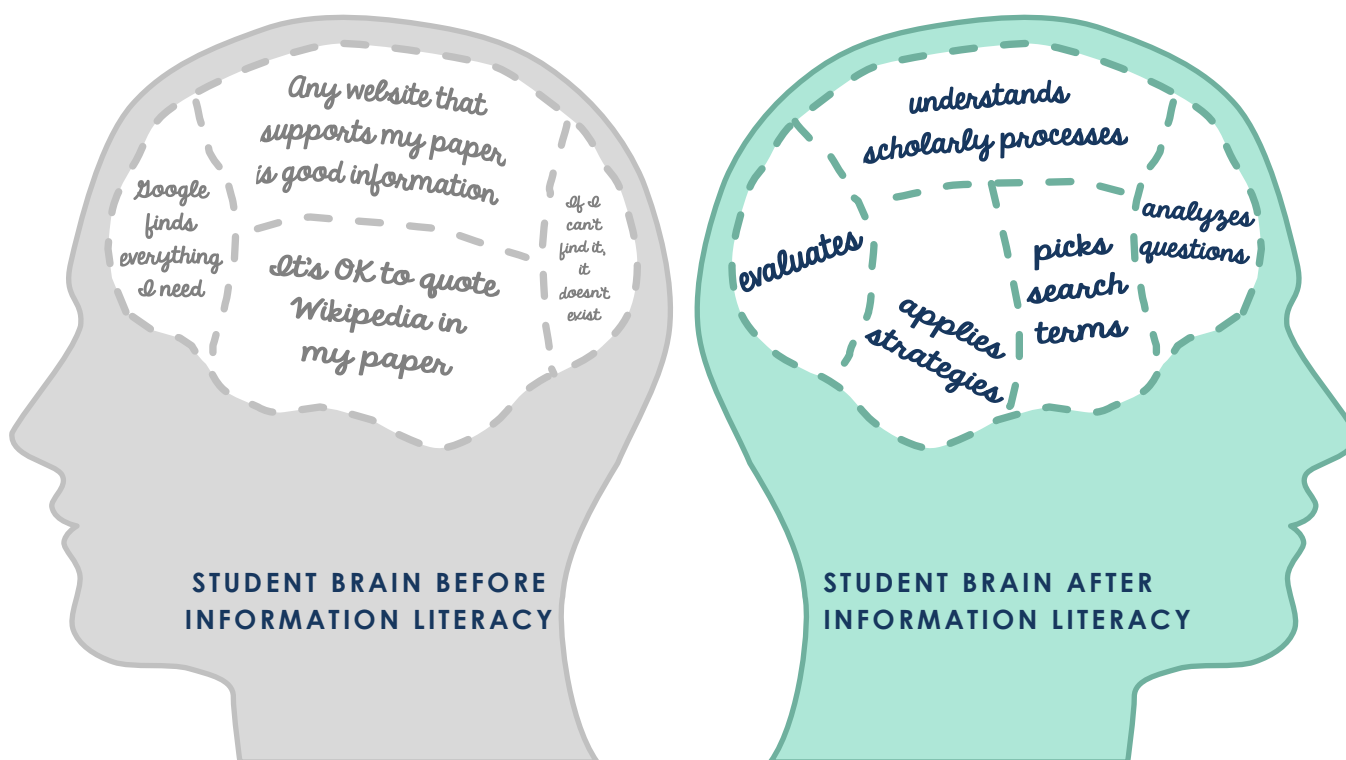 Any website that
supports my paper
is good information
Google
finds
everything
I need
It's OK to quote
Wikipedia in
my paper
If I
can't
find it,
it
doesn't
exist
STUDENT BRAIN BEFORE
INFORMATION LITERACY
understands
scholarly processes
evaluates
applies
strategies
picks
search
terms
analyzes
questions
STUDENT BRAIN AFTER
INFORMATION LITERACY